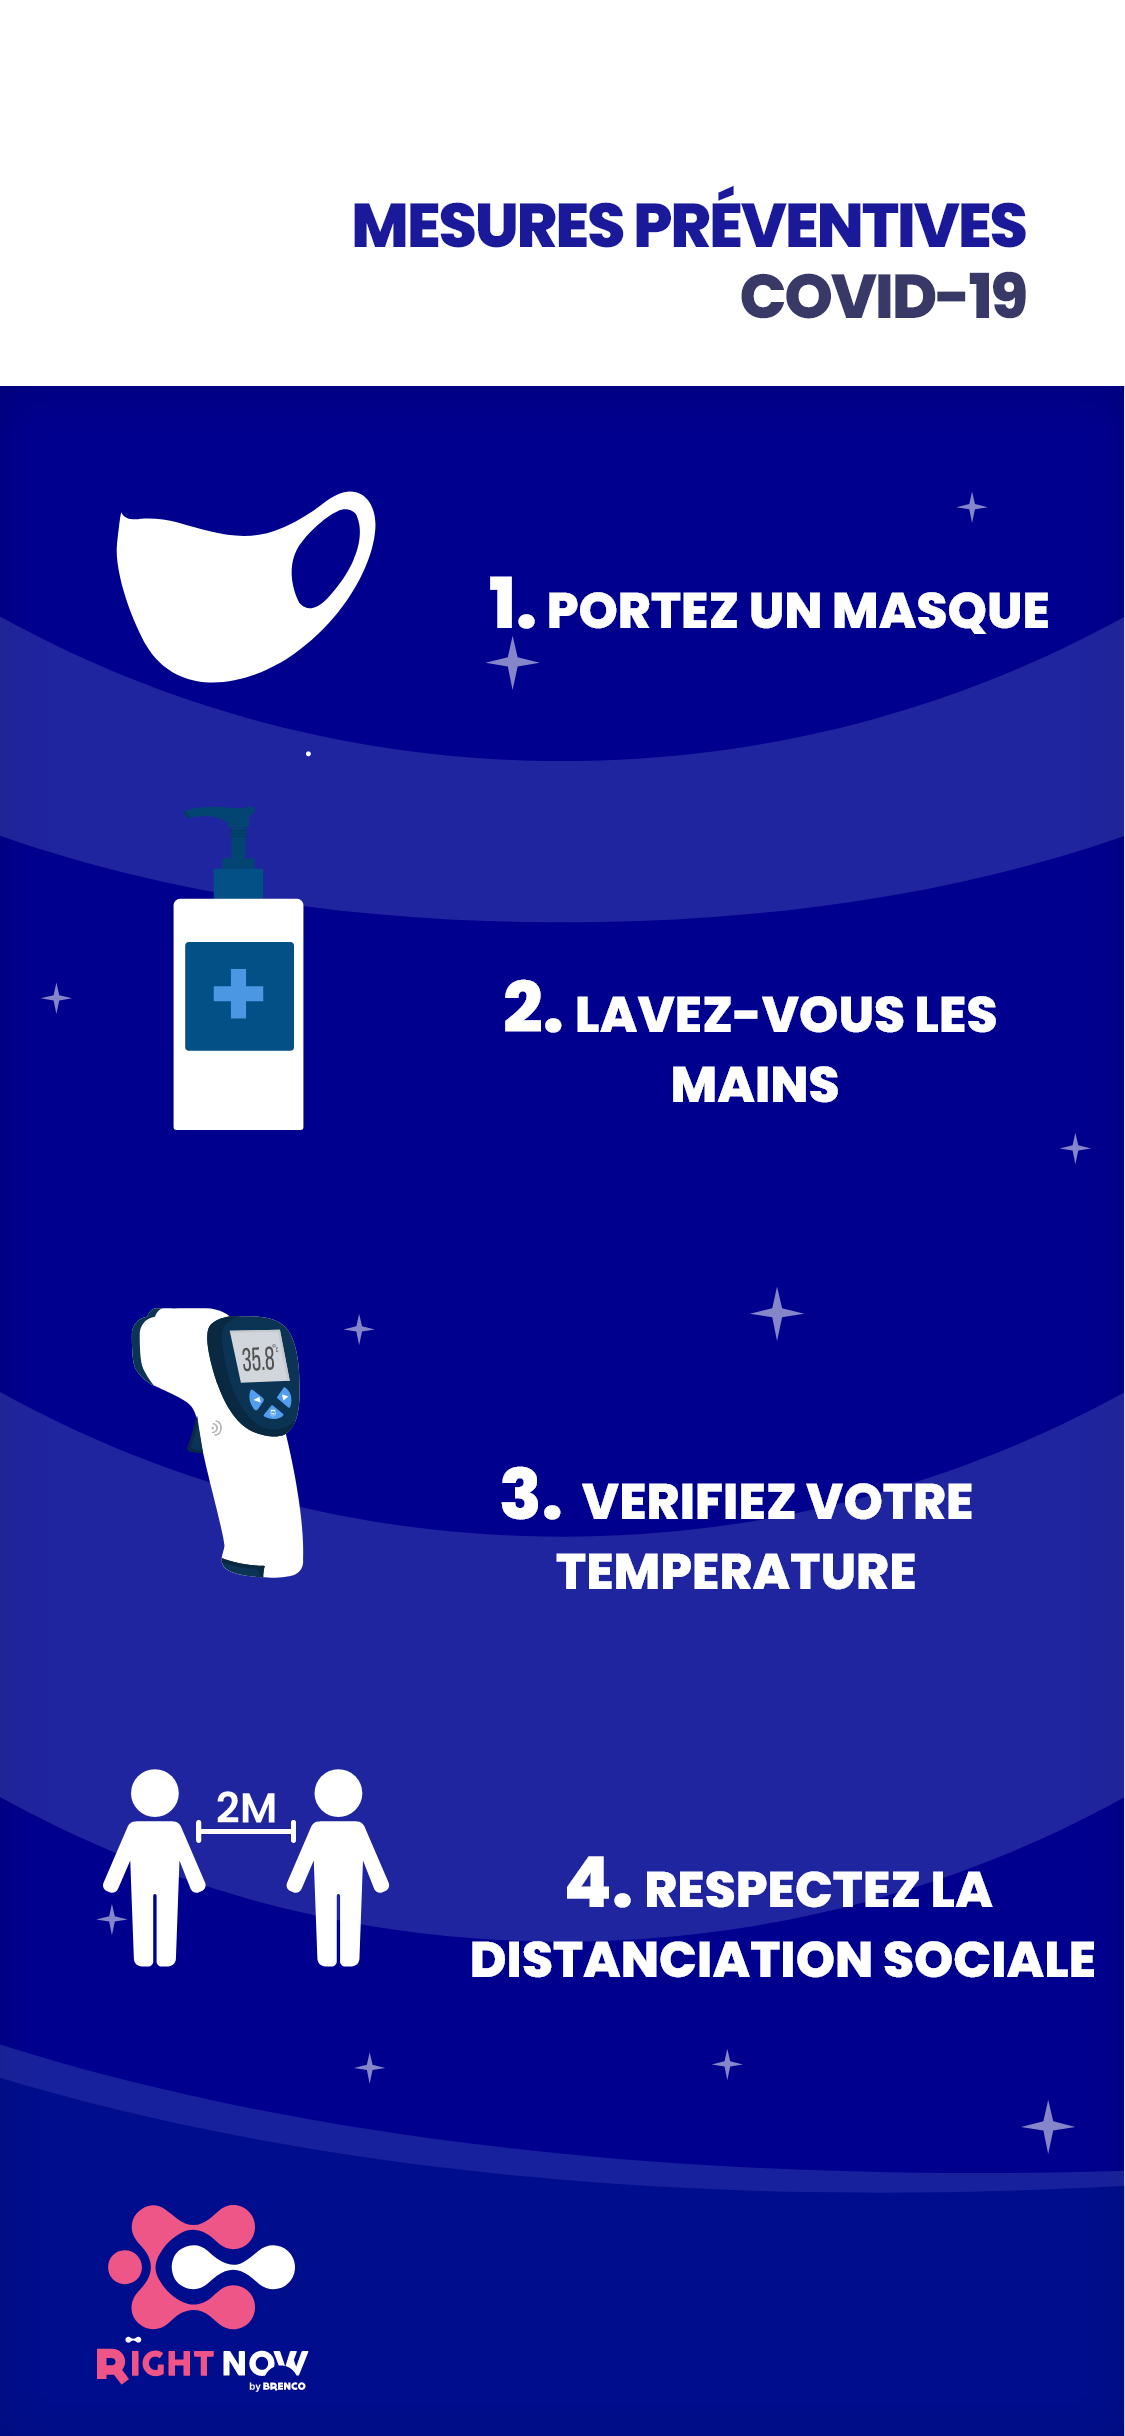 MESURES PRÉVENTIVES
COVID-19
1. PORTEZ UN MASQUE
2. LAVEZ-VOUS LES
MAINS
35.8°C
3. VERIFIEZ VOTRE
TEMPERATURE
2M
4. RESPECTEZ LA
DISTANCIATION SOCIALE
RIGHT NOW
by BRENCO